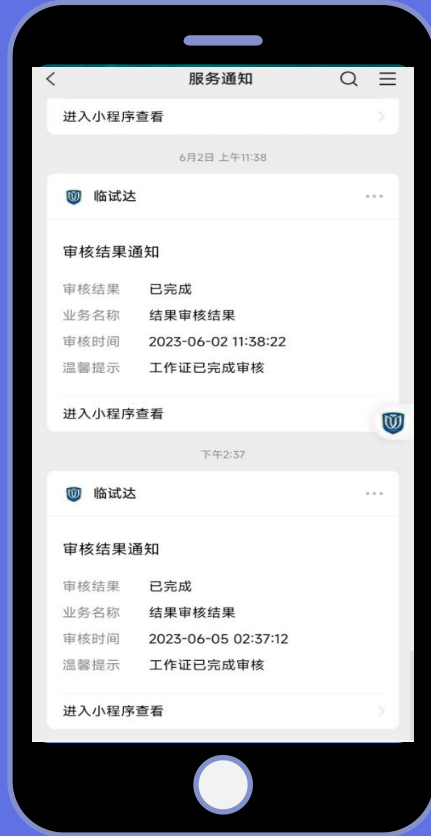 服务通知
进入小程序查看
6月2日 上午11:38
临试达
审核结果通知
审核结果 已完成
业务名称 结果审核结果
审核时间 2023-06-02 11:38:22
温馨提示 工作证已完成审核
进入小程序查看
下午2:37
临试达
审核结果通知
审核结果 已完成
业务名称 结果审核结果
审核时间 2023-06-05 02:37:12
温馨提示 工作证已完成审核
进入小程序查看